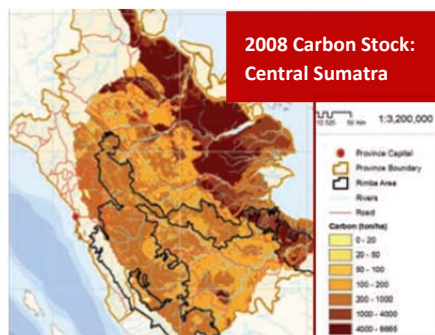 2008 Carbon Stock:
Central Sumatra
1:3,200,000
Province Capital
Province Boundary
Rimba Area
Rivers
Road
Carbon (ton/ha)
0 - 20
20 - 50
50 - 100
100 - 200
200 - 1000
1000 - 4000
4000 - 6665